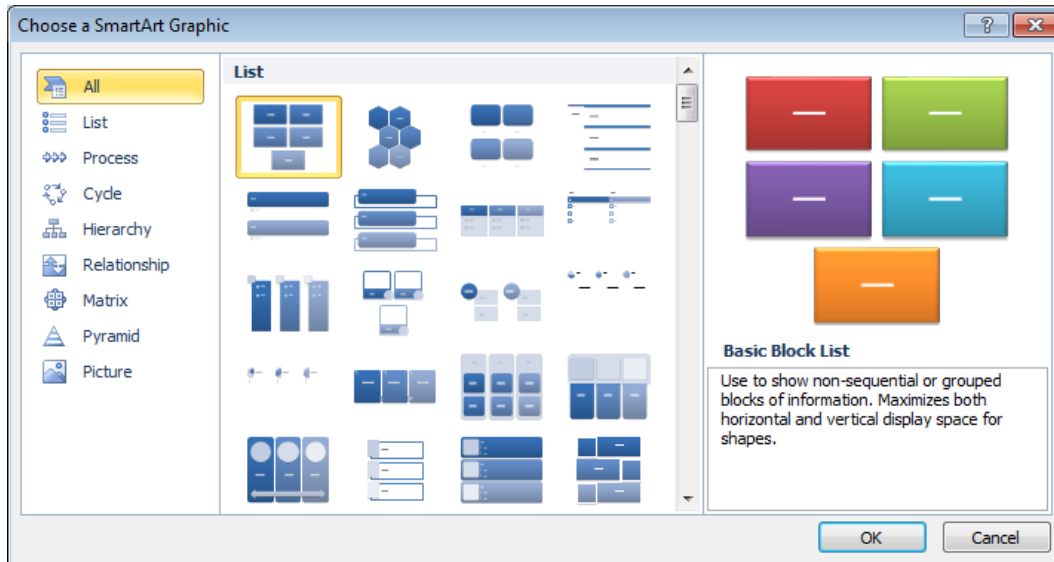 Choose a SmartArt Graphic
All
List
Process
Cycle
Hierarchy
Relationship
Matrix
Pyramid
Picture
List
Basic Block List
Use to show non-sequential or grouped
blocks of information. Maximizes both
horizontal and vertical display space for
shapes.
OK
Cancel